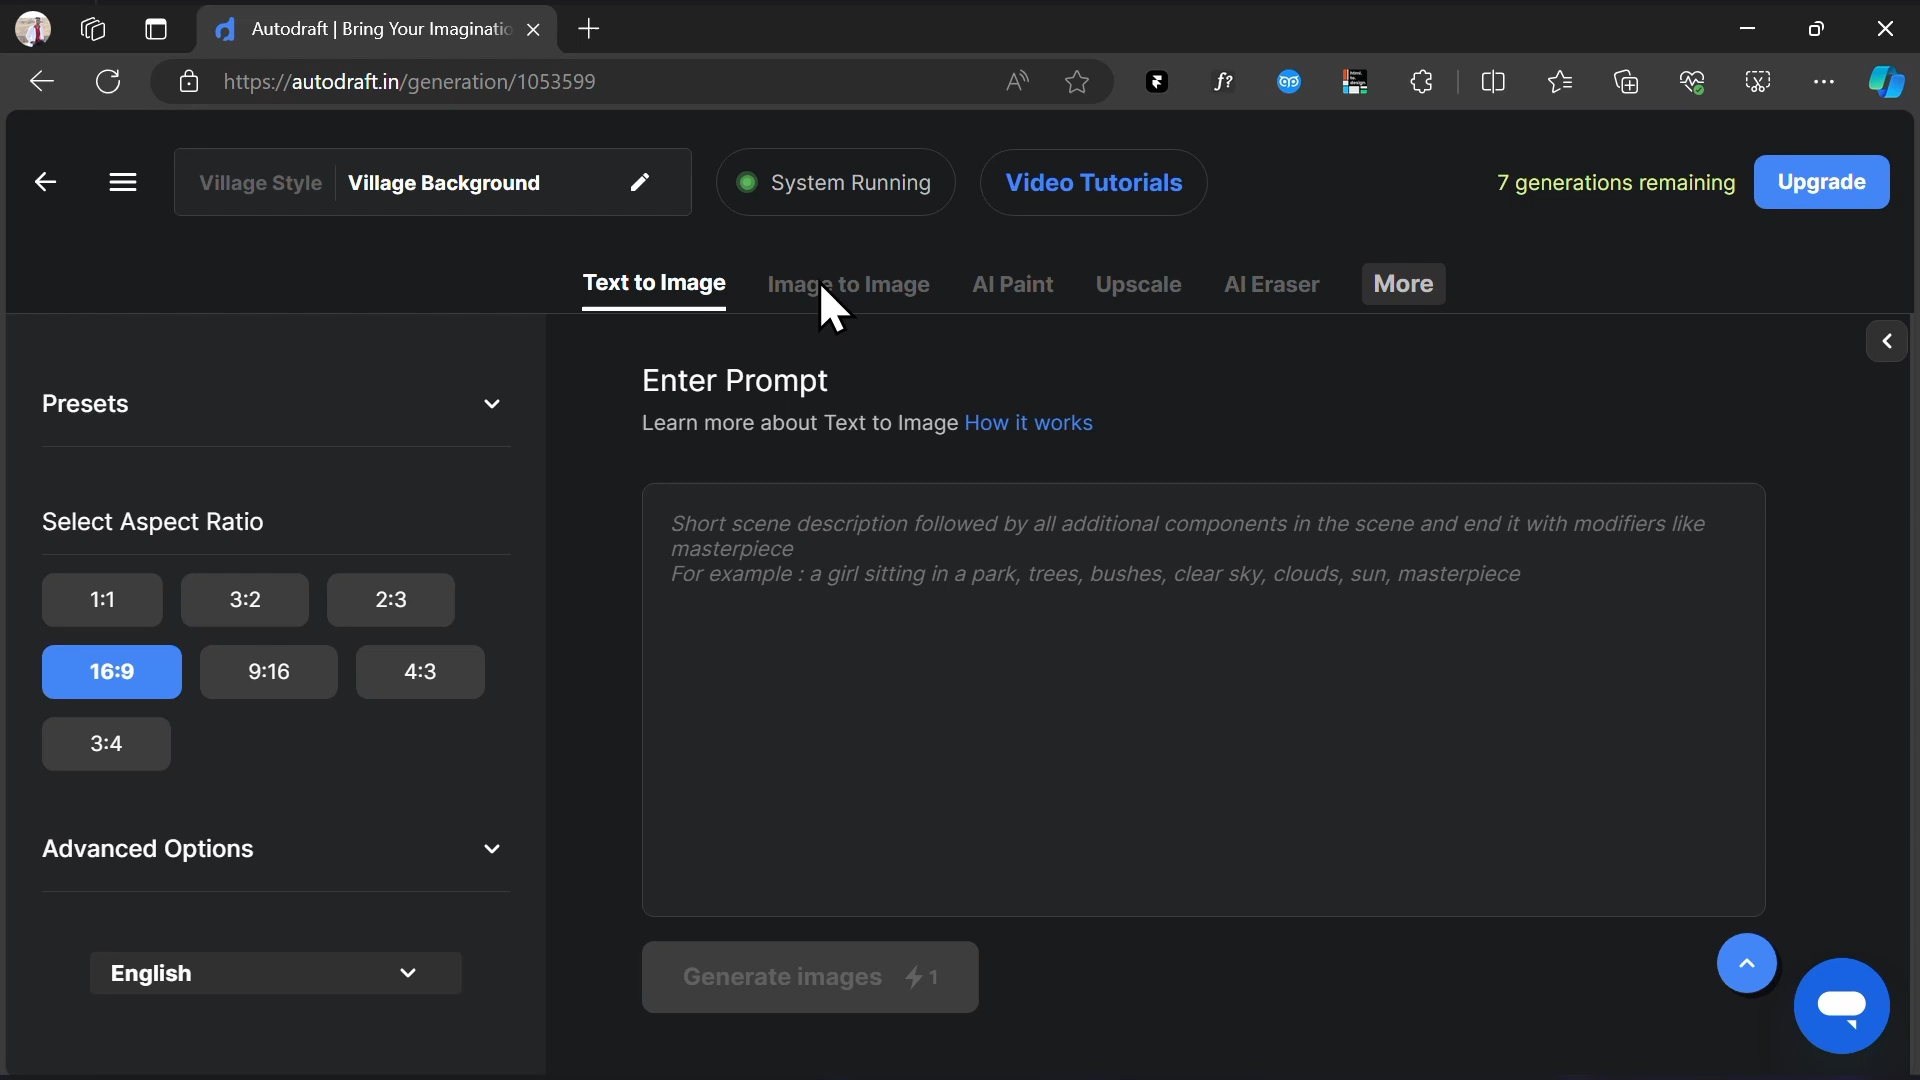 Autodraft | Bring Your Imaginatio
https://autodraft.in/generation/1053599
Village Style Village Background
System Running
Video Tutorials
7 generations remaining
Upgrade
Text to Image
Image to Image
AI Paint
Upscale
AI Eraser
More
Presets
Select Aspect Ratio
1:1
3:2
2:3
16:9
9:16
4:3
3:4
Advanced Options
English
Enter Prompt
Learn more about Text to Image How it works
Short scene description followed by all additional components in the scene and end it with modifiers like
masterpiece
For example : a girl sitting in a park, trees, bushes, clear sky, clouds, sun, masterpiece
Generate images 1